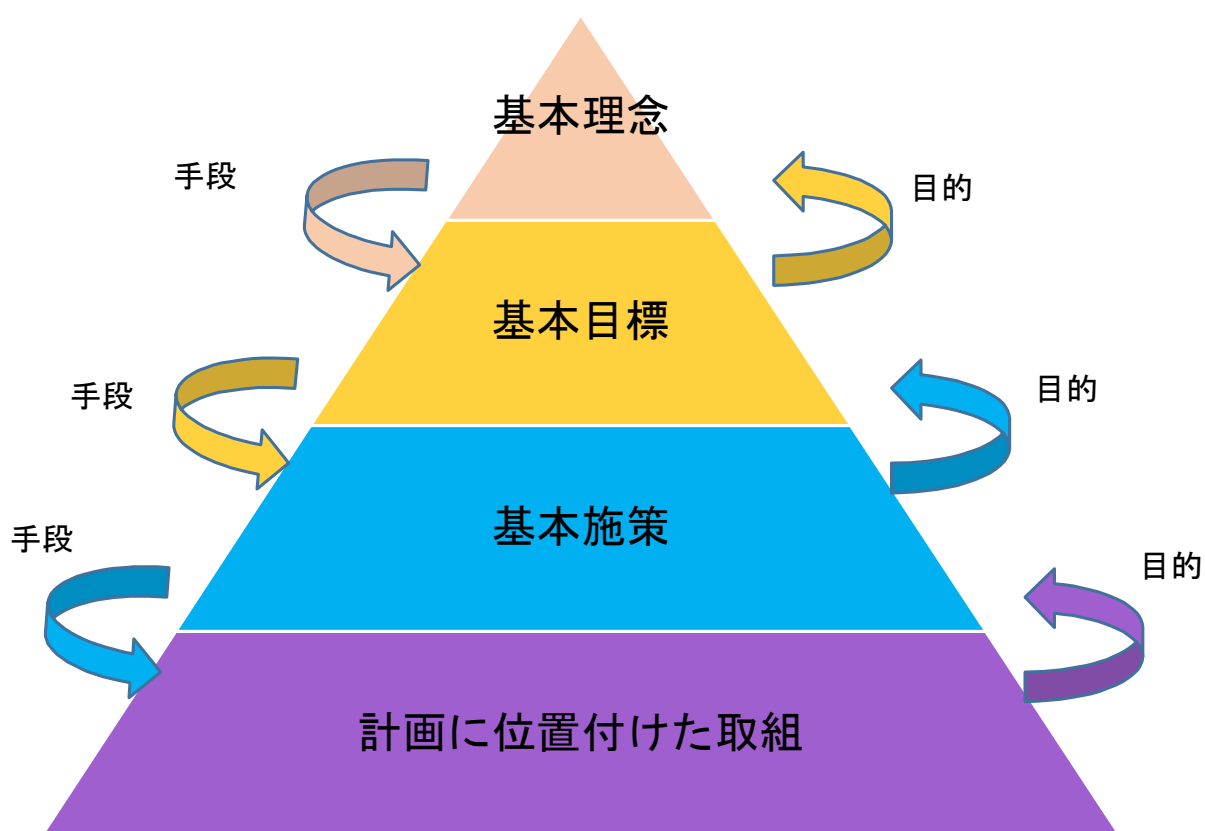 基本理念
手段
目的
基本目標
手段
目的
基本施策
手段
目的
計画に位置付けた取組